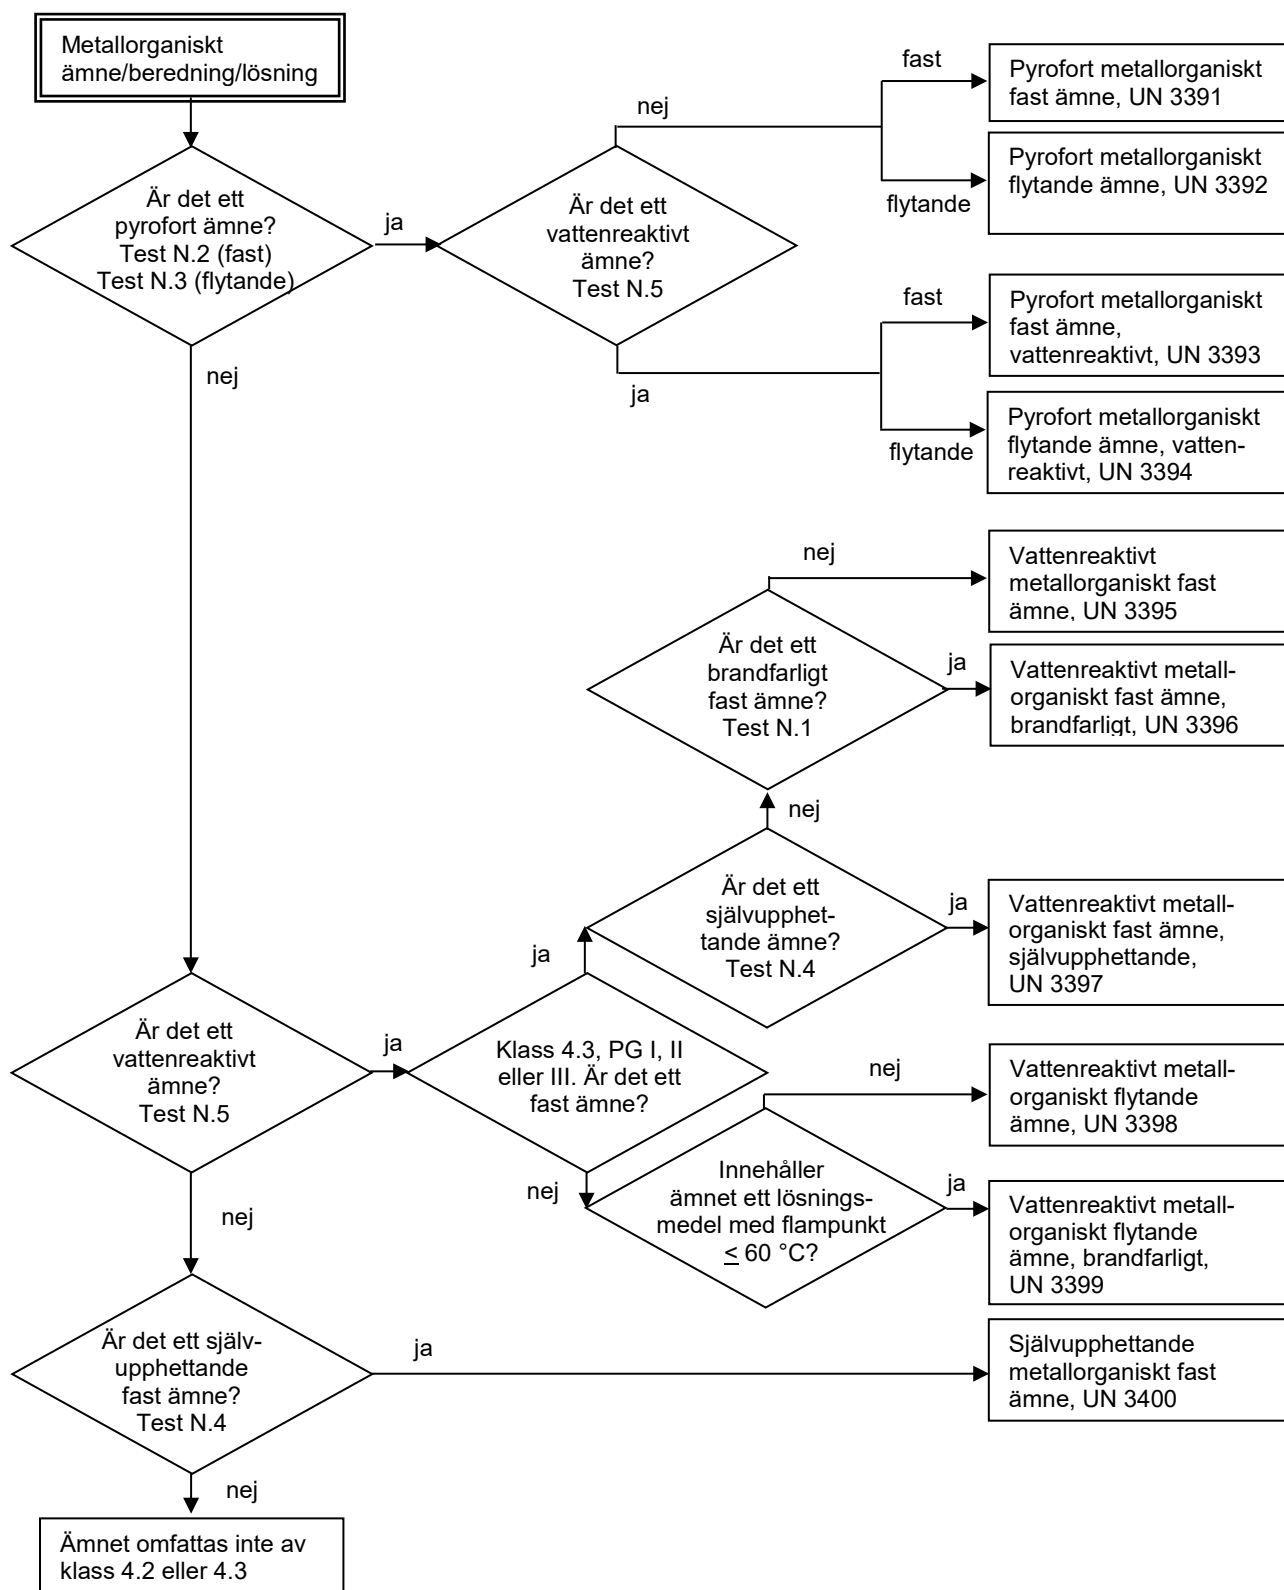 Metallorganiskt
ämne/beredning/lösning
Är det ett
pyrofort ämne?
Test N.2 (fast)
Test N.3 (flytande)
ja
nej
Är det ett
vattenreaktivt
ämne?
Test N.5
nej
fast
Pyrofort metallorganiskt
fast ämne, UN 3391
flytande
Pyrofort metallorganiskt
flytande ämne, UN 3392
ja
fast
Pyrofort metallorganiskt
fast ämne,
vattenreaktivt, UN 3393
flytande
Pyrofort metallorganiskt
flytande ämne, vatten-
reaktivt, UN 3394
nej
Vattenreaktivt
metallorganiskt fast
ämne, UN 3395
Är det ett
brandfarligt
fast ämne?
Test N.1
ja
Vattenreaktivt metall-
organiskt fast ämne,
brandfarligt, UN 3396
nej
Är det ett
självupphet-
tande ämne?
Test N.4
ja
Vattenreaktivt metall-
organiskt fast ämne,
självupphettande,
UN 3397
ja
Är det ett
vattenreaktivt
ämne?
Test N.5
ja
Klass 4.3, PG I, II
eller III. Är det ett
fast ämne?
nej
nej
Vattenreaktivt metall-
organiskt flytande
ämne, UN 3398
Innehåller
ämnet ett lösnings-
medel med flampunkt
≤ 60 °C?
ja
Vattenreaktivt metall-
organiskt flytande
ämne, brandfarligt,
UN 3399
nej
Är det ett själv-
upphettande
fast ämne?
Test N.4
ja
Självupphettande
metallorganiskt fast
ämne, UN 3400
nej
Ämnet omfattas inte av
klass 4.2 eller 4.3